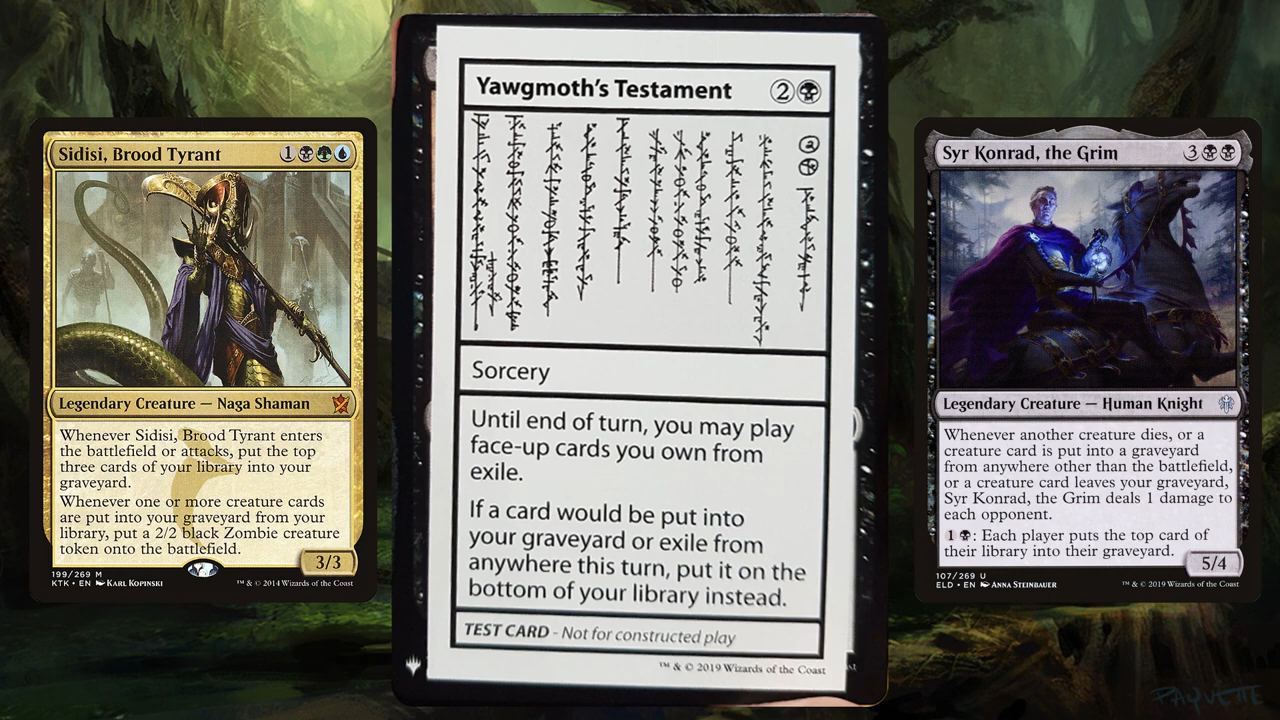 Sidisi, Brood Tyrant 1
Legendary Creature — Naga Shaman
Whenever Sidisi, Brood Tyrant enters
the battlefield or attacks, put the top
three cards of your library into your
graveyard.
Whenever one or more creature cards
are put into your graveyard from your
library, put a 2/2 black Zombie creature
token onto the battlefield.
3/3
199/269 M
KTK • EN Karl Kopinski ™ & © 2014 Wizards of the Coast
Yawgmoth's Testament 2
Sorcery
Until end of turn, you may play
face-up cards you own from
exile.
If a card would be put into
your graveyard or exile from
anywhere this turn, put it on the
bottom of your library instead.
TEST CARD - Not for constructed play
™ & © 2019 Wizards of the Coast
Syr Konrad, the Grim 3
Legendary Creature — Human Knight
Whenever another creature dies, or a
creature card is put into a graveyard
from anywhere other than the battlefield,
or a creature card leaves your graveyard,
Syr Konrad, the Grim deals 1 damage to
each opponent.
1 : Each player puts the top card of
their library into their graveyard.
5/4
107/269 U
ELD • EN Anna Steinbauer ™ & © 2019 Wizards of the Coast
PAQUETTE